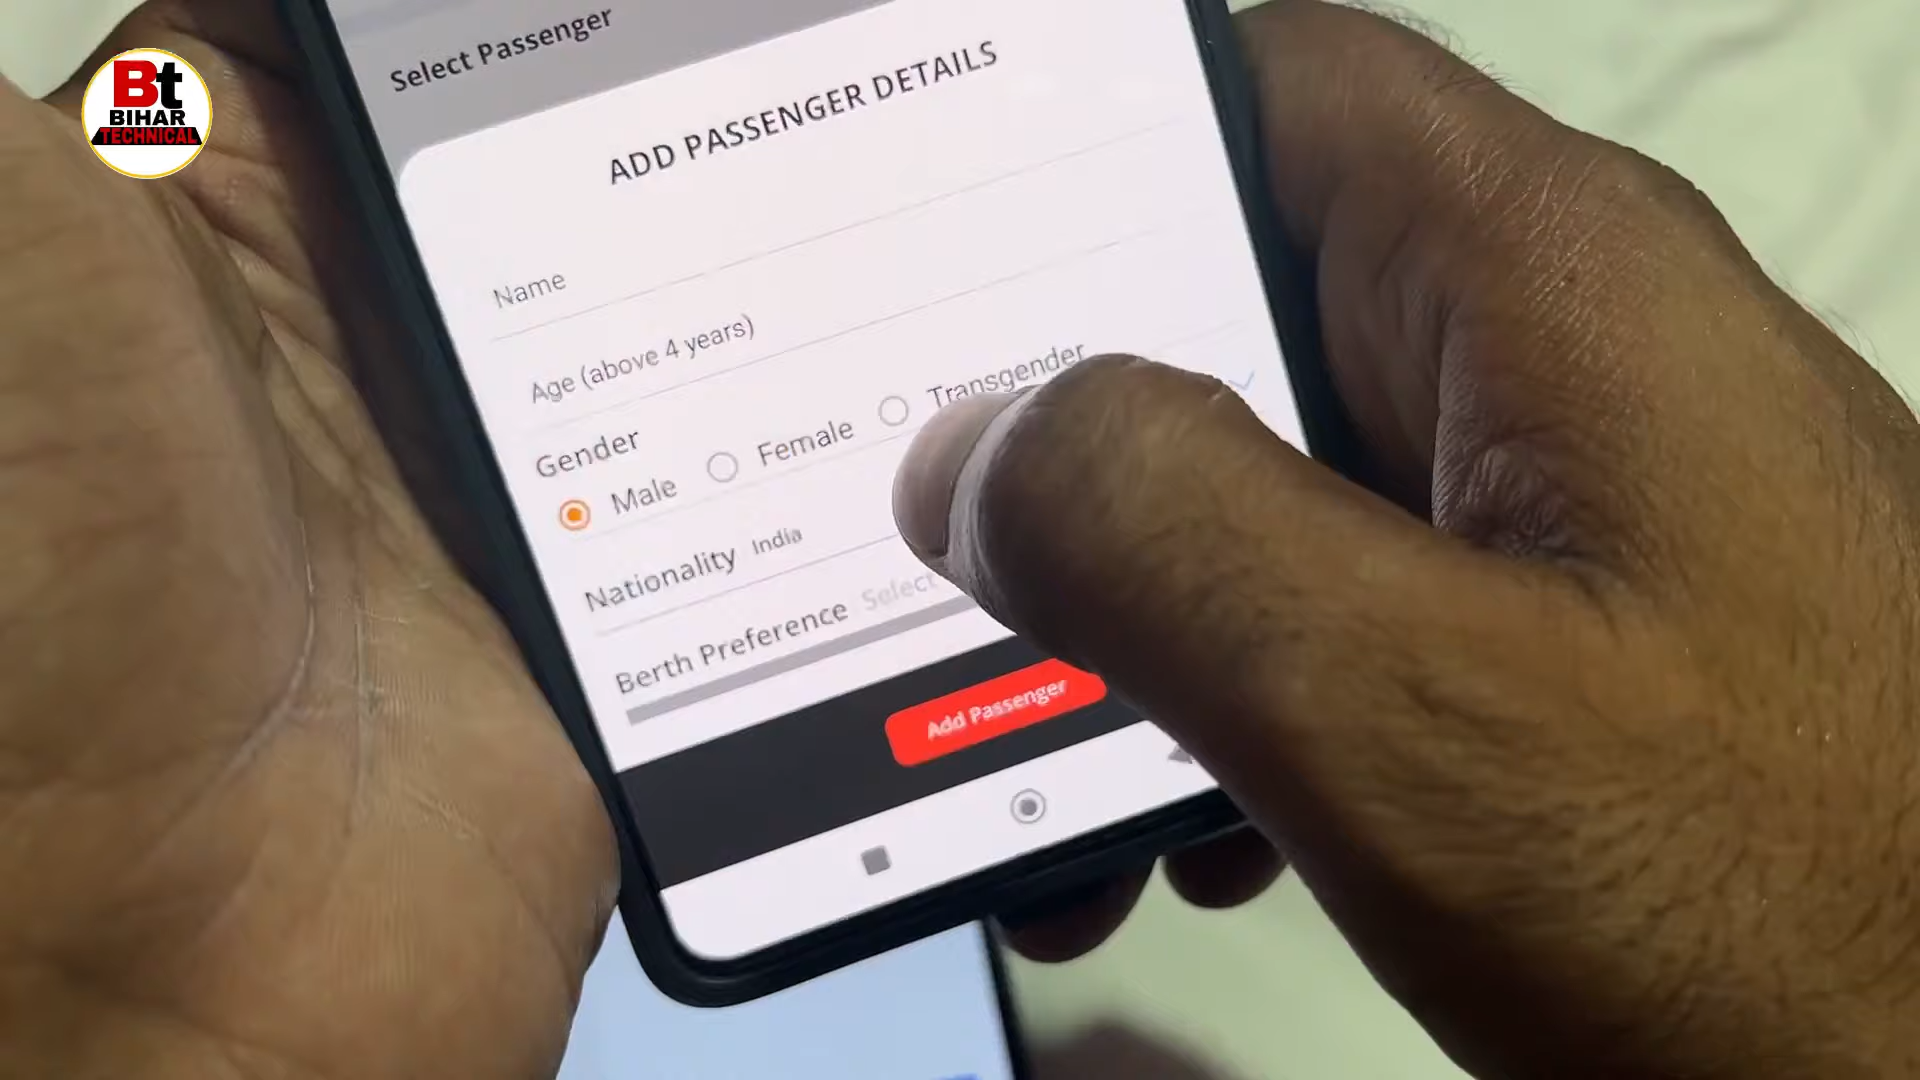 Bt
BIHAR
TECHNICAL
Select Passenger
ADD PASSENGER DETAILS
Name
Age (above 4 years)
Gender
Male
Female
Transgender
Nationality India
Berth Preference Select
Add Passenger